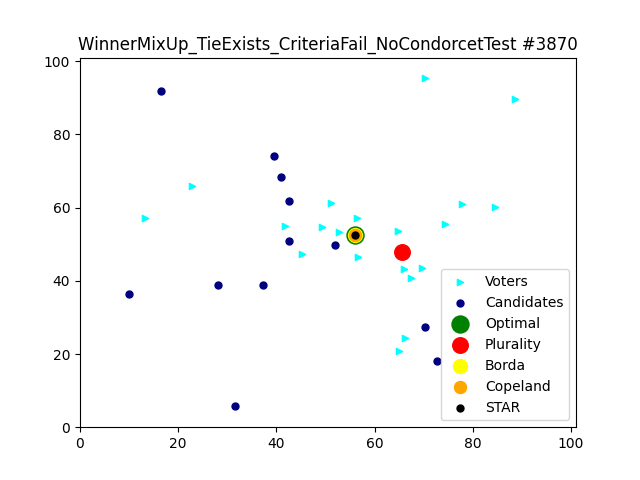 WinnerMixUp_TieExists_CriteriaFail_NoCondorcetTest #3870
100
80
60
40
20
0
Voters
Candidates
Optimal
Plurality
Borda
Copeland
STAR
0 20 40 60 80 100